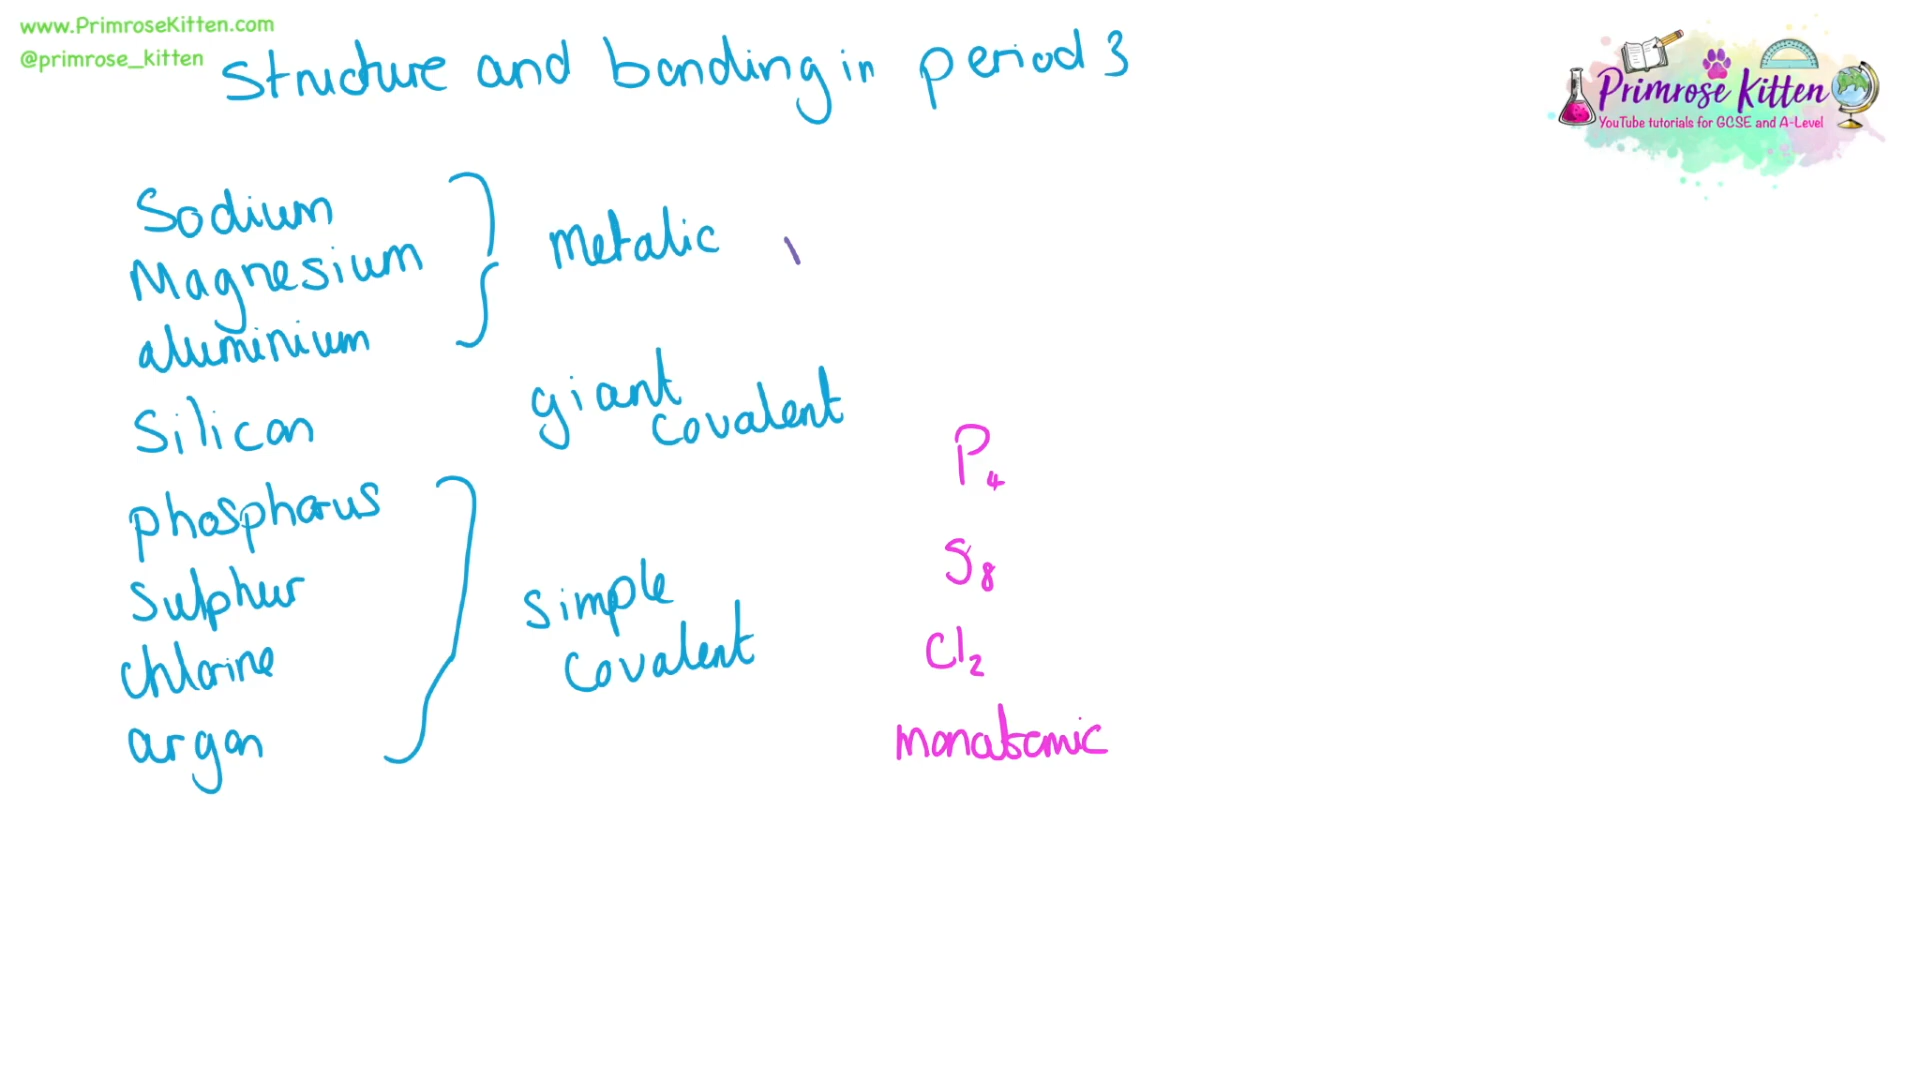 www.PrimroseKitten.com
@primrose_kitten
Structure and bonding in period 3
Primrose Kitten
YouTube tutorials for GCSE and A-Level
Sodium
Magnesium
aluminium
metalic
Silicon
giant
covalent
phosphorus
Sulphur
chlorine
argon
simple
covalent
P4
S8
Cl2
monatomic